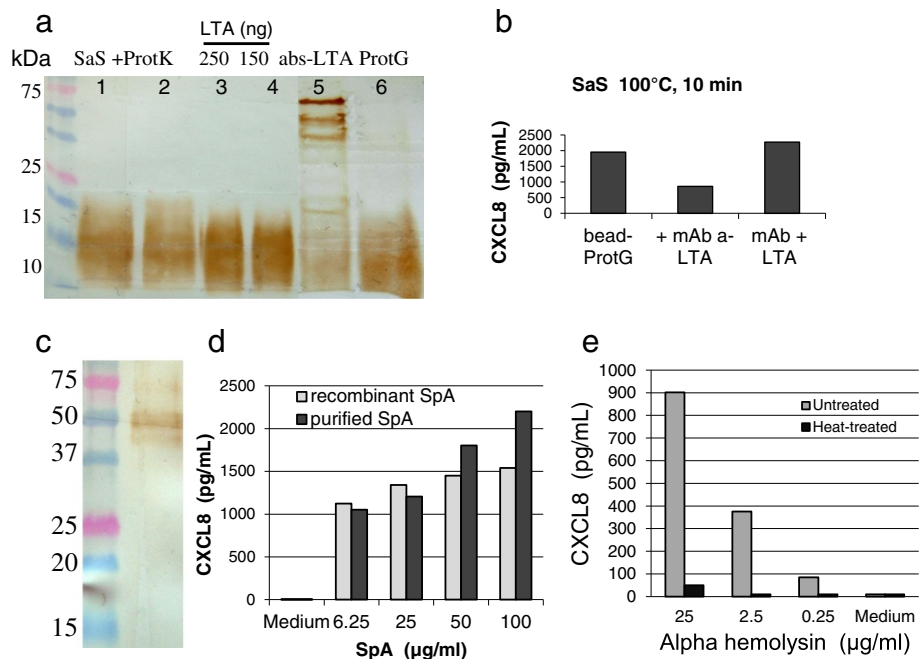 a
LTA (ng)
kDa SaS +ProtK 250 150 abs-LTA ProtG
1 2 3 4 5 6
75
25
15
10
b
SaS 100°C, 10 min
CXCL8 (pg/mL)
2500
2000
1500
1000
500
0
bead-ProtG
+ mAb a-LTA
mAb + LTA
c
75
50
37
25
20
15
d
CXCL8 (pg/mL)
2500
2000
1500
1000
500
0
recombinant SpA
purified SpA
Medium 6.25 25 50 100
SpA (µg/ml)
e
CXCL8 (pg/mL)
1000
900
800
700
600
500
400
300
200
100
0
Untreated
Heat-treated
25 2.5 0.25 Medium
Alpha hemolysin (µg/ml)